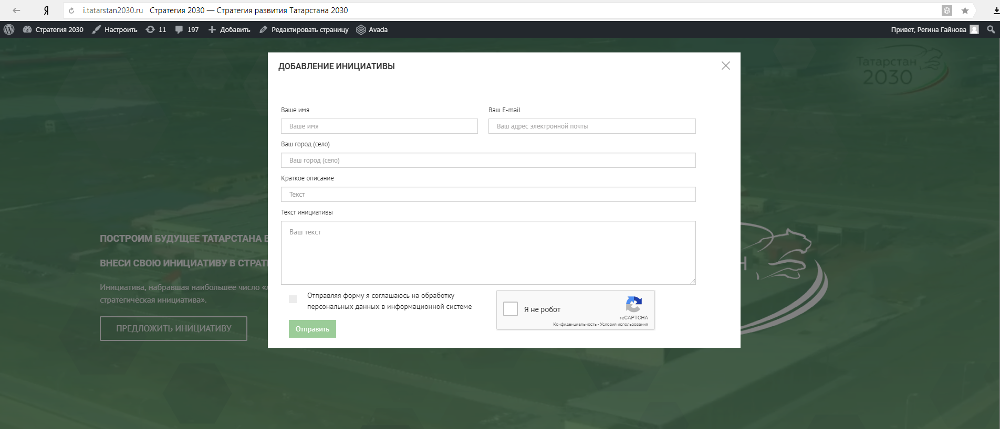 Я
i.tatarstan2030.ru Стратегия 2030 — Стратегия развития Татарстана 2030
Стратегия 2030 Настроить 11 197 Добавить Редактировать страницу Avada Привет, Регина Гайнова
ДОБАВЛЕНИЕ ИНИЦИАТИВЫ
Татарстан
2030
Ваше имя Ваш E-mail
Ваше имя Ваш адрес электронной почты
Ваш город (село)
Ваш город (село)
Краткое описание
Текст
Текст инициативы
Ваш текст
ПОСТРОИМ БУДУЩЕЕ ТАТАРСТАНА
ВНЕСИ СВОЮ ИНИЦИАТИВУ В
Инициатива, набравшая наибольшее число
стратегическая инициатива».
ПРЕДЛОЖИТЬ ИНИЦИАТИВУ
Н
Отправляя форму я соглашаюсь на обработку
персональных данных в информационной системе
Я не робот
reCAPTCHA
Конфиденциальность - Условия использования
Отправить